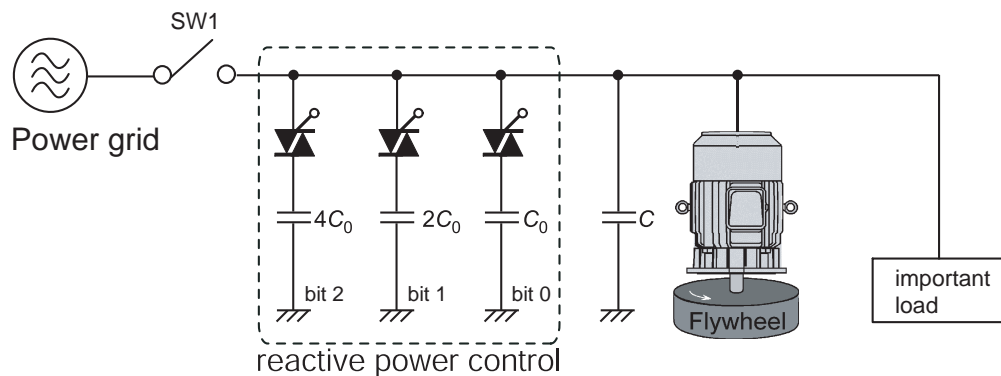 SW1
Power grid
4C₀
2C₀
C₀
C
bit 2
bit 1
bit 0
important
load
Flywheel
reactive power control